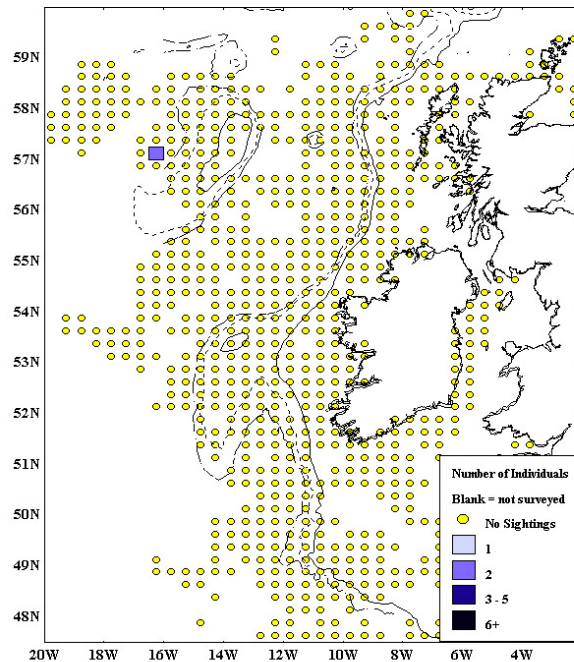 59N
58N
57N
56N
55N
54N
53N
52N
51N
50N
49N
48N
Number of Individuals
Blank = not surveyed
No Sightings
1
2
3 - 5
6+
20W 18W 16W 14W 12W 10W 8W 6W 4W